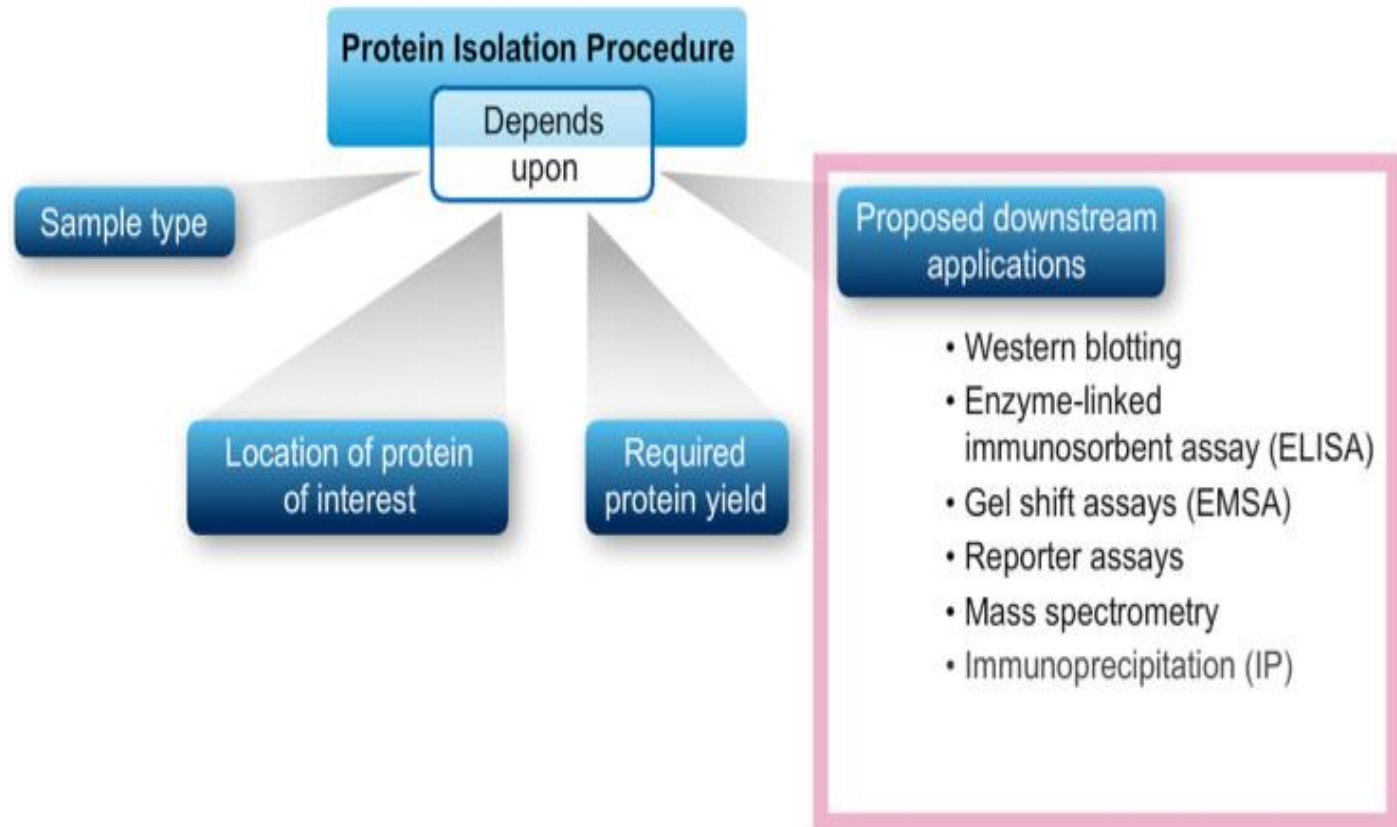 Protein Isolation Procedure
Depends
upon
Sample type
Location of protein
of interest
Required
protein yield
Proposed downstream
applications
• Western blotting
• Enzyme-linked
immunosorbent assay (ELISA)
• Gel shift assays (EMSA)
• Reporter assays
• Mass spectrometry
• Immunoprecipitation (IP)